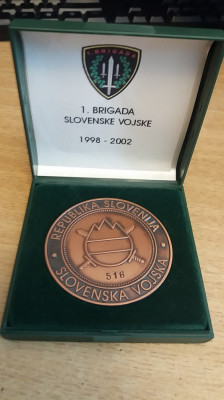 1. BRIGADA
1. BRIGADA
SLOVENSKE VOJSKE
1998 - 2002
REPUBLIKA SLOVENIJA
516
SLOVENSKA VOJSKA